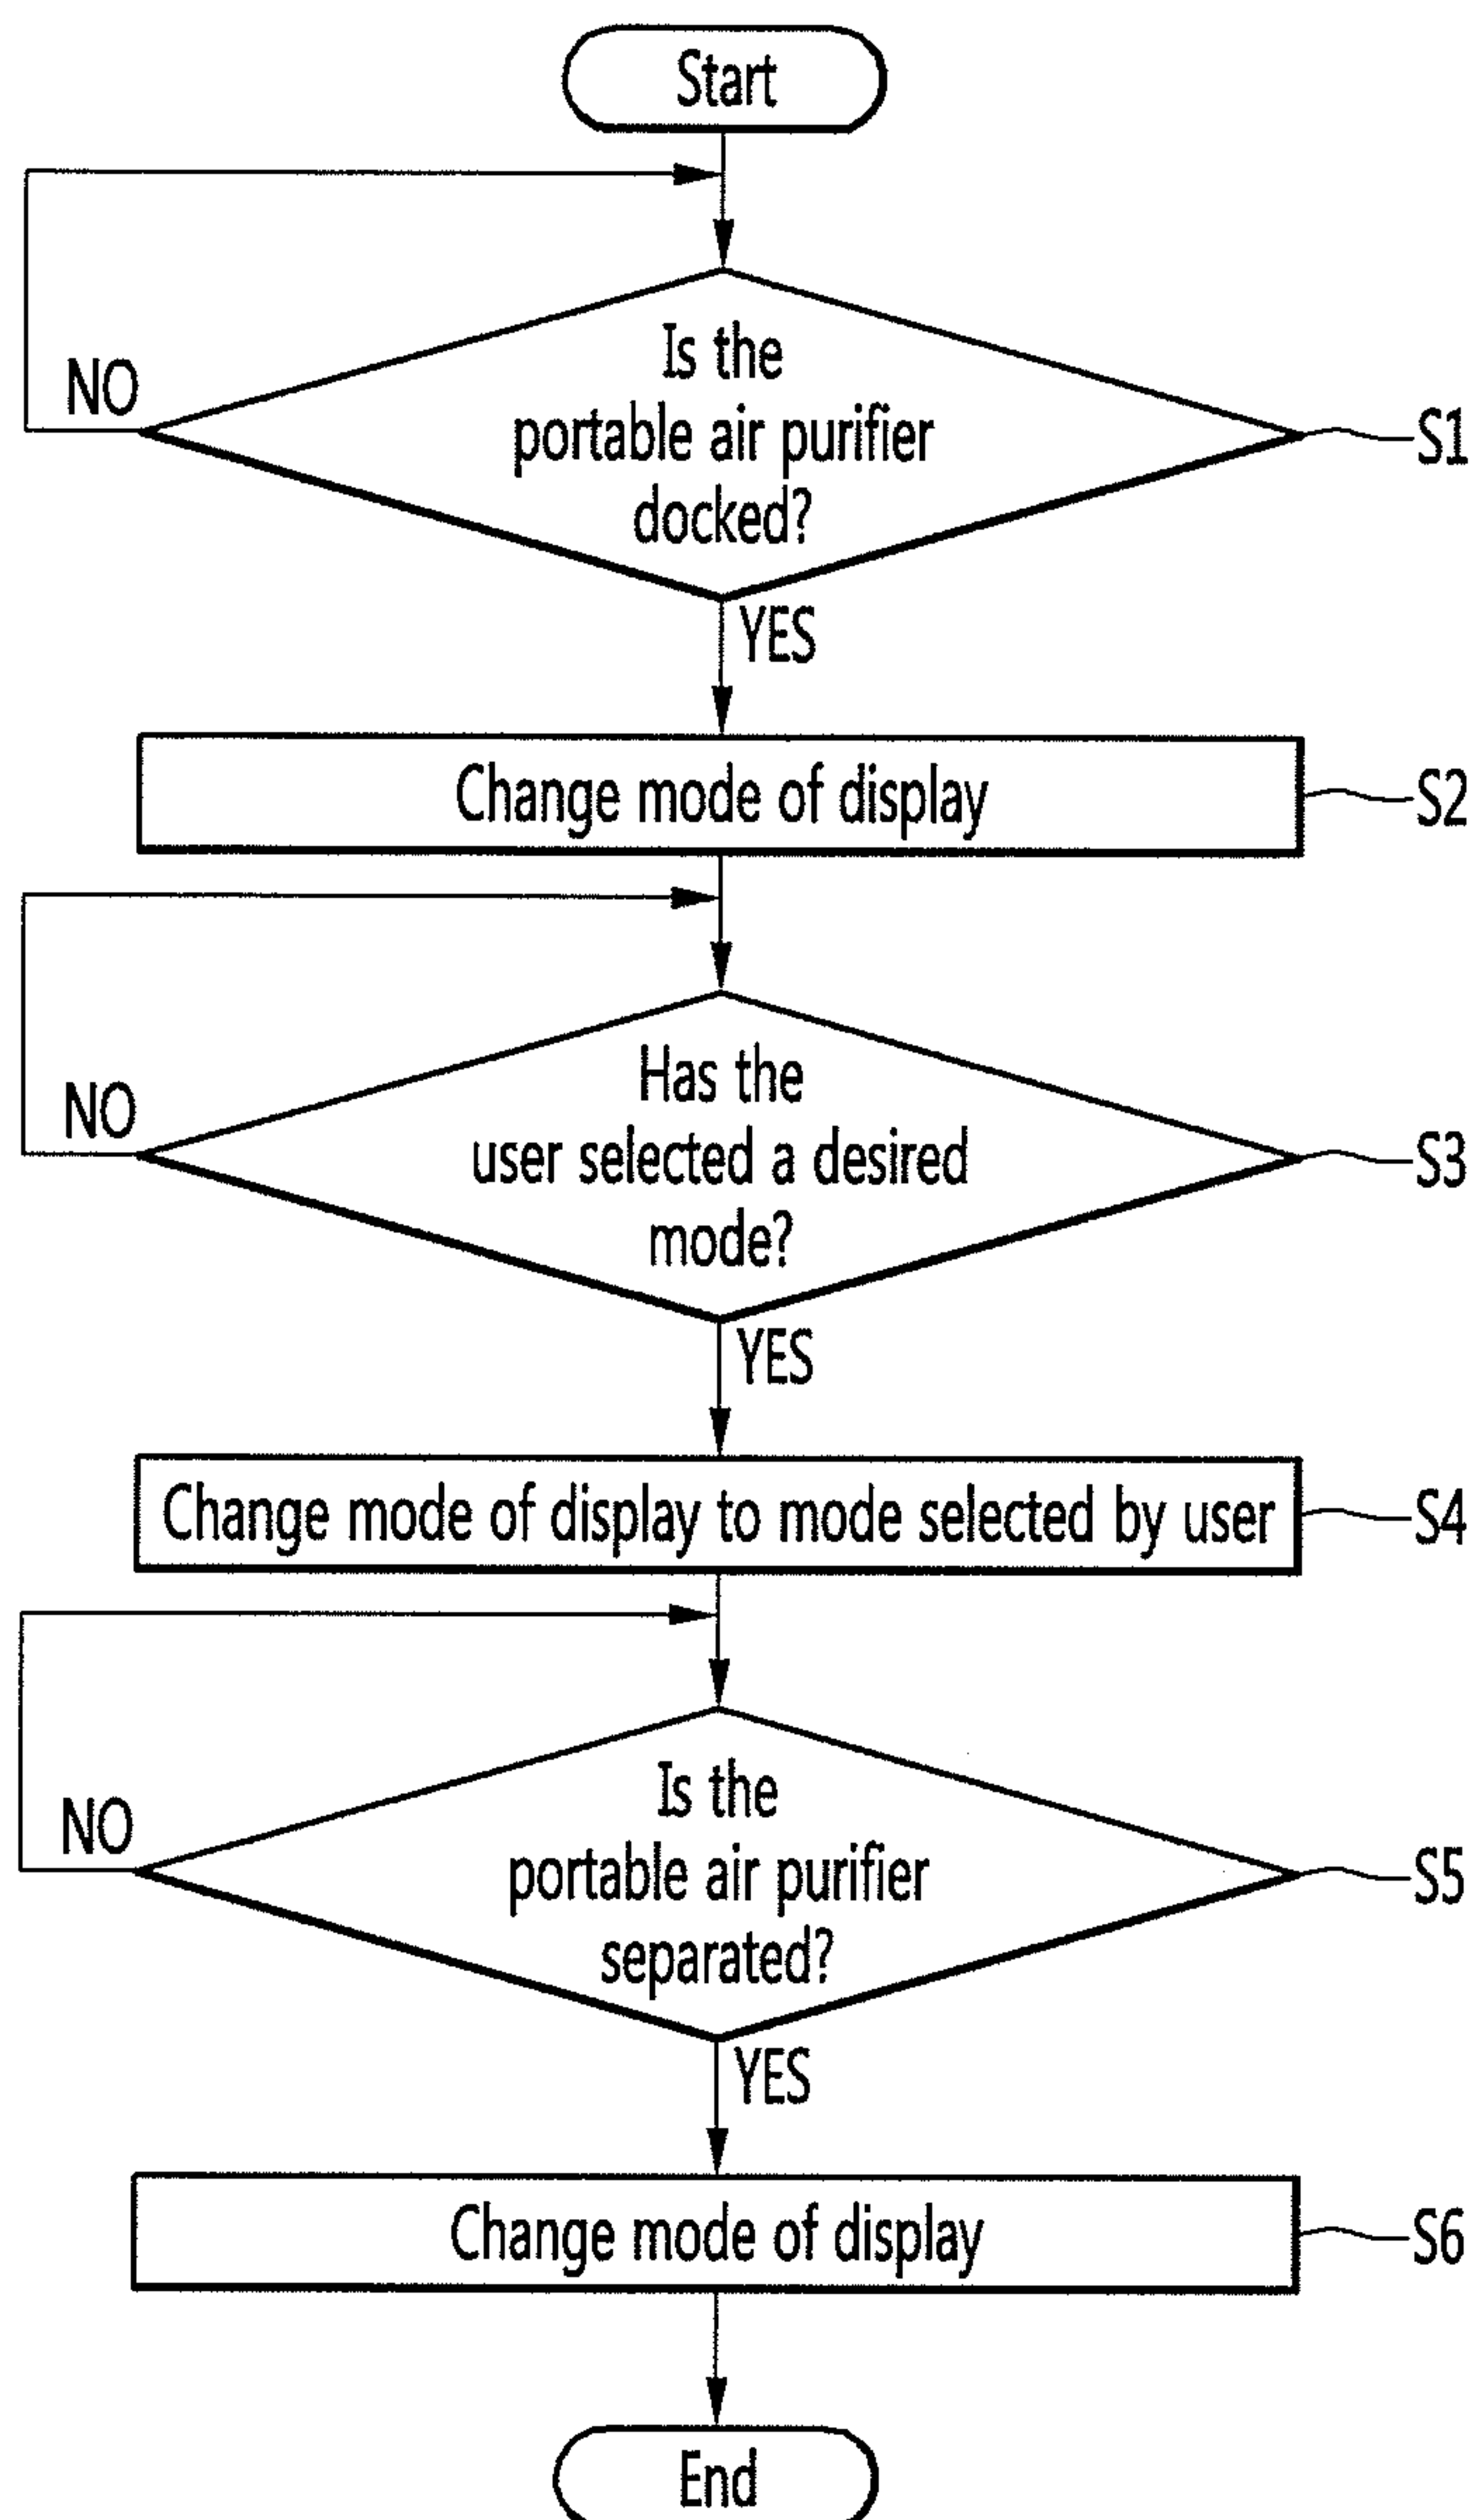 Start
Is the
NO
portable air purifier
S1
docked?
YES
Change mode of display
S2
Has the
NO
user selected a desired
S3
mode?
YES
Change mode of display to mode selected by user
S4
Is the
NO
portable air purifier
S5
separated?
YES
Change mode of display
S6
End